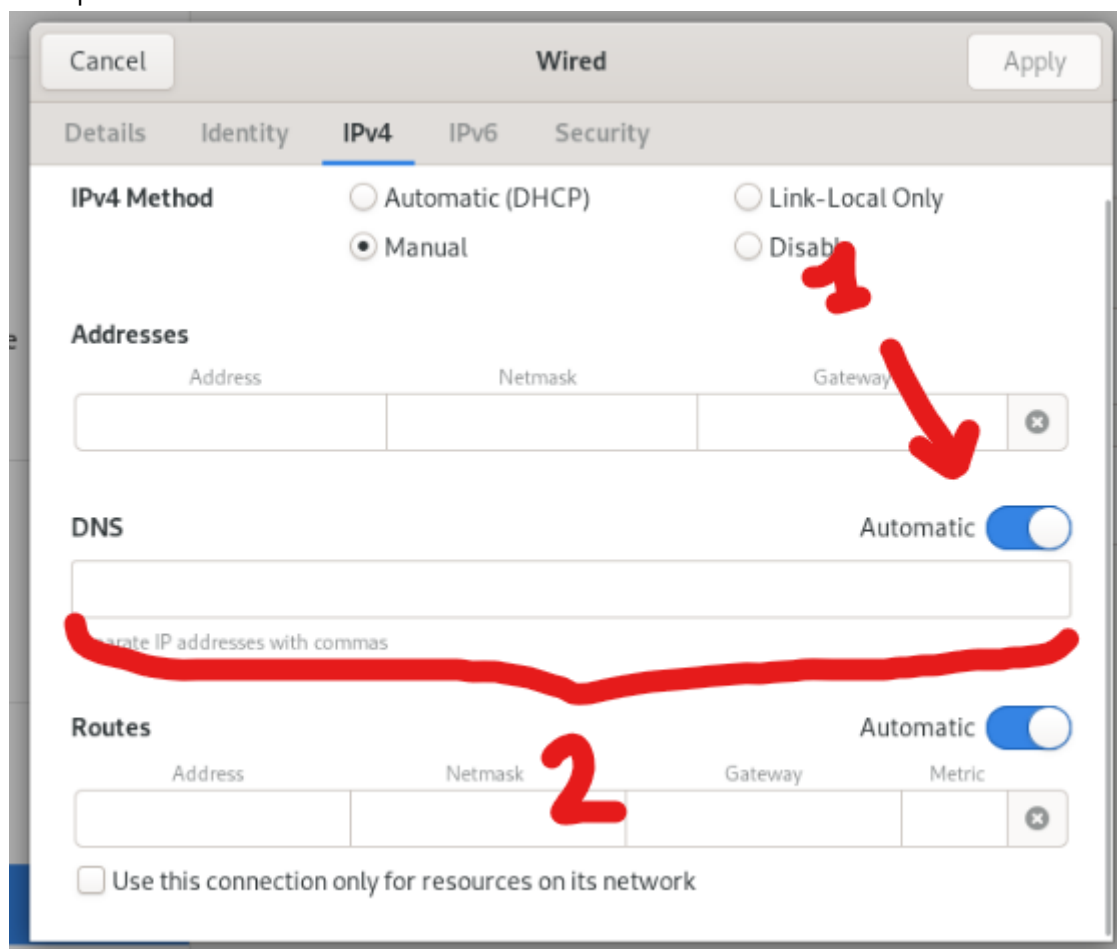 Cancel Wired Apply
Details Identity IPv4 IPv6 Security
IPv4 Method Automatic (DHCP) Link-Local Only
Manual
1
Addresses
Address Netmask Gateway
DNS Automatic
IP addresses with commas
Routes Automatic
2
Address Netmask Gateway Metric
Use this connection only for resources on its network